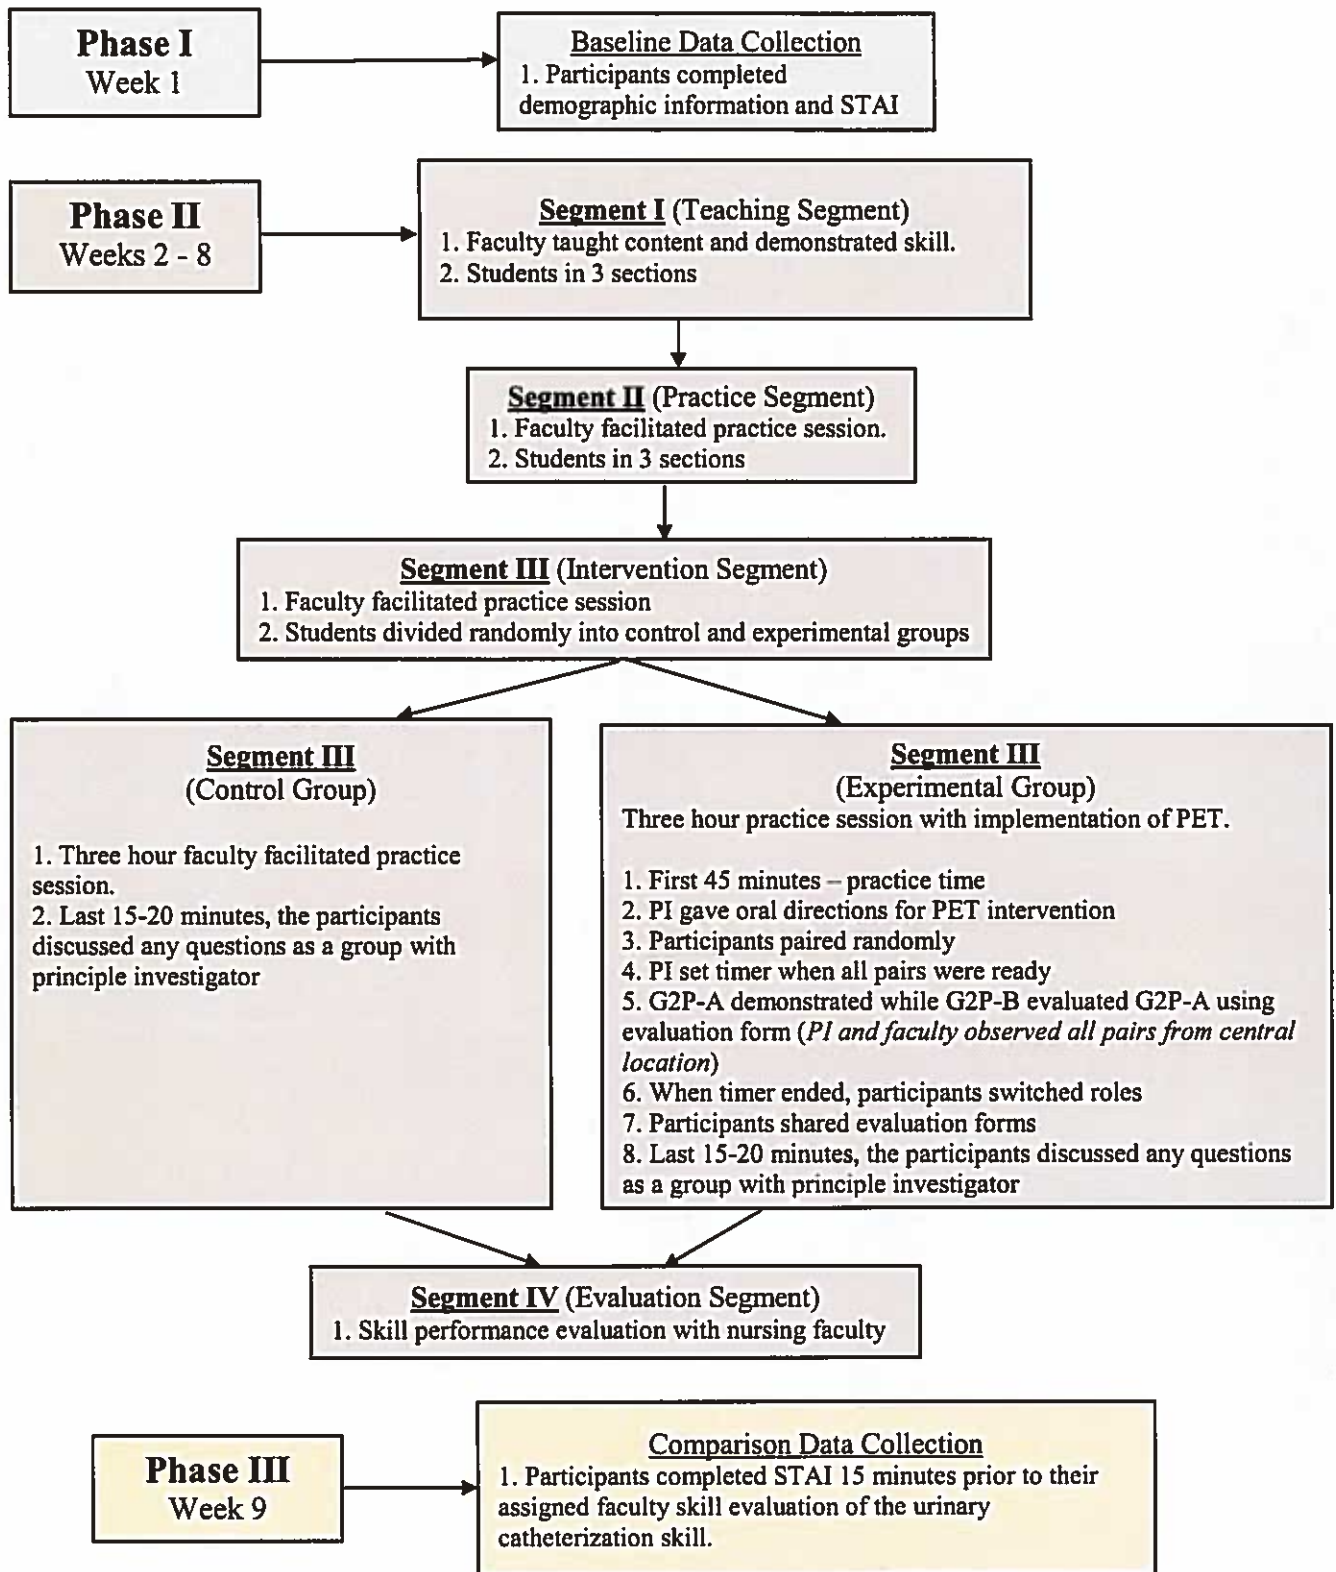 Phase I
Week 1
Baseline Data Collection
1. Participants completed
demographic information and STAI
Phase II
Weeks 2 - 8
Segment I (Teaching Segment)
1. Faculty taught content and demonstrated skill.
2. Students in 3 sections
Segment II (Practice Segment)
1. Faculty facilitated practice session.
2. Students in 3 sections
Segment III (Intervention Segment)
1. Faculty facilitated practice session
2. Students divided randomly into control and experimental groups
Segment III
(Control Group)
1. Three hour faculty facilitated practice
session.
2. Last 15-20 minutes, the participants
discussed any questions as a group with
principle investigator
Segment III
(Experimental Group)
Three hour practice session with implementation of PET.
1. First 45 minutes – practice time
2. PI gave oral directions for PET intervention
3. Participants paired randomly
4. PI set timer when all pairs were ready
5. G2P-A demonstrated while G2P-B evaluated G2P-A using
evaluation form (PI and faculty observed all pairs from central
location)
6. When timer ended, participants switched roles
7. Participants shared evaluation forms
8. Last 15-20 minutes, the participants discussed any questions
as a group with principle investigator
Segment IV (Evaluation Segment)
1. Skill performance evaluation with nursing faculty
Phase III
Week 9
Comparison Data Collection
1. Participants completed STAI 15 minutes prior to their
assigned faculty skill evaluation of the urinary
catheterization skill.